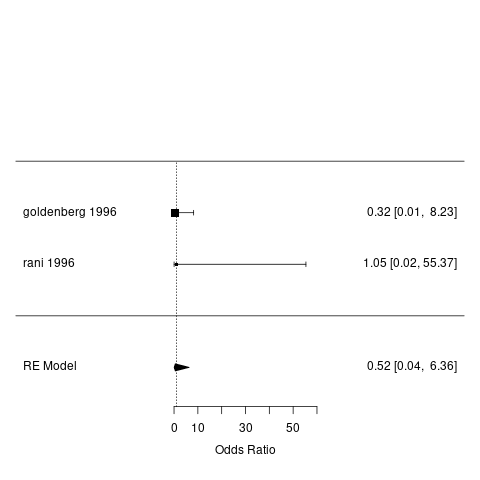 goldenberg 1996 0.32 [0.01, 8.23]
rani 1996 1.05 [0.02, 55.37]
RE Model 0.52 [0.04, 6.36]
0 10 30 50
Odds Ratio